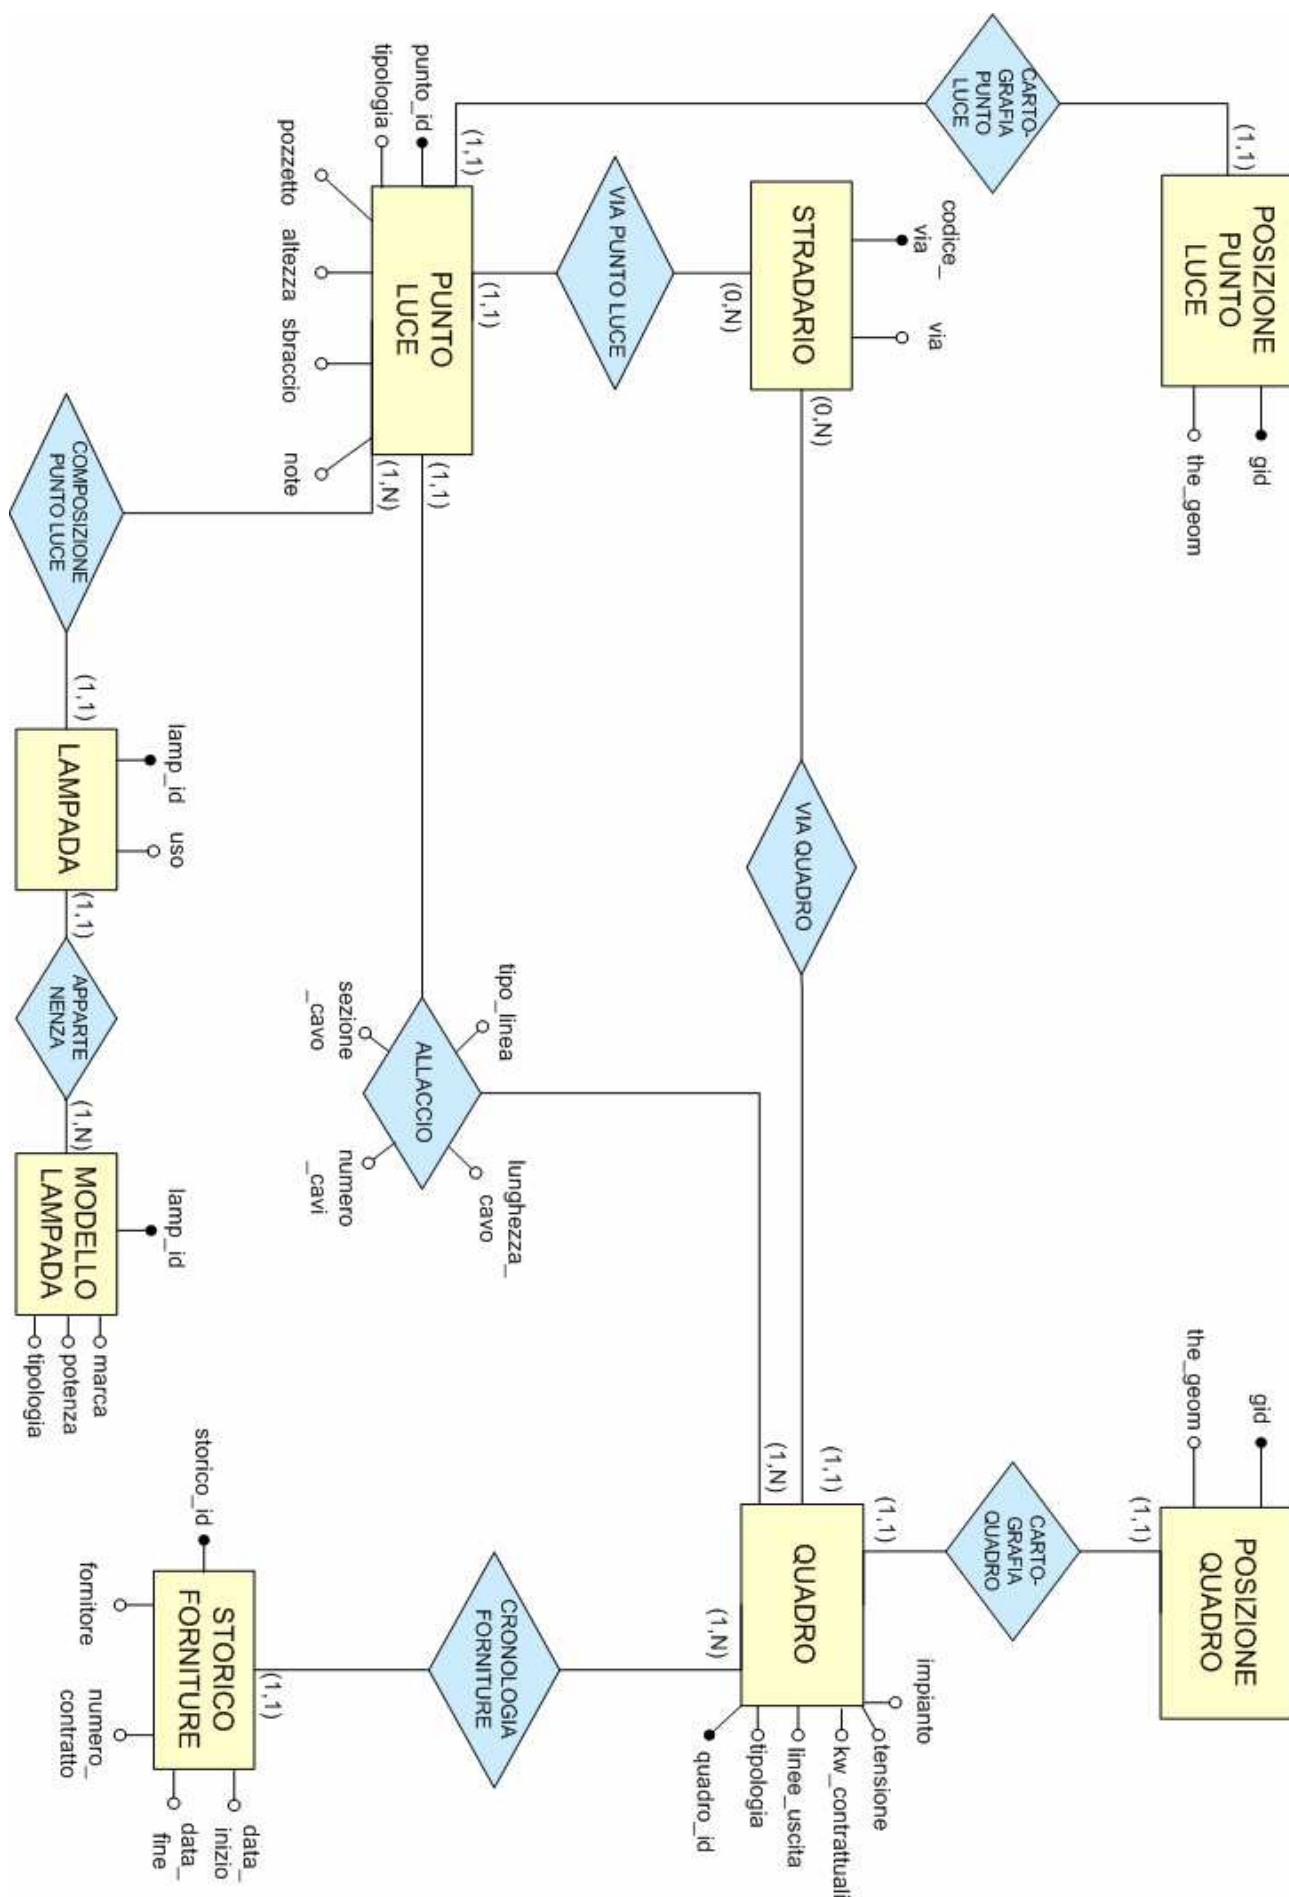 POSIZIONE
PUNTO
LUCE
gid
the_geom
(1,1)
CARTO-
GRAFIA
PUNTO
LUCE
the_geom
gid
POSIZIONE
QUADRO
(1,1)
CARTO-
GRAFIA
QUADRO
(1,1)
codice_
via
via
STRADARIO
(0,N)
(0,N)
VIA QUADRO
(1,1)
(1,N)
QUADRO
impianto
tensione
kw_contrattuali
linee_uscita
tipologia
quadro_id
(1,N)
VIA PUNTO LUCE
(1,1)
(1,1)
punto_id
tipologia
PUNTO
LUCE
pozzetto
altezza
sbraccio
note
(1,1)
(1,N)
tipo_linea
sezione
_cavo
ALLACCIO
lunghezza_
cavo
numero
_cavi
CRONOLOGIA
FORNITURE
(1,1)
storico_id
STORICO
FORNITURE
fornitore
numero_
contratto
data_
inizio
data_
fine
COMPOSIZIONE
PUNTO LUCE
(1,1)
lamp_id
uso
LAMPADA
(1,1)
APPARTE
NENZA
(1,N)
lamp_id
MODELLO
LAMPADA
marca
potenza
tipologia